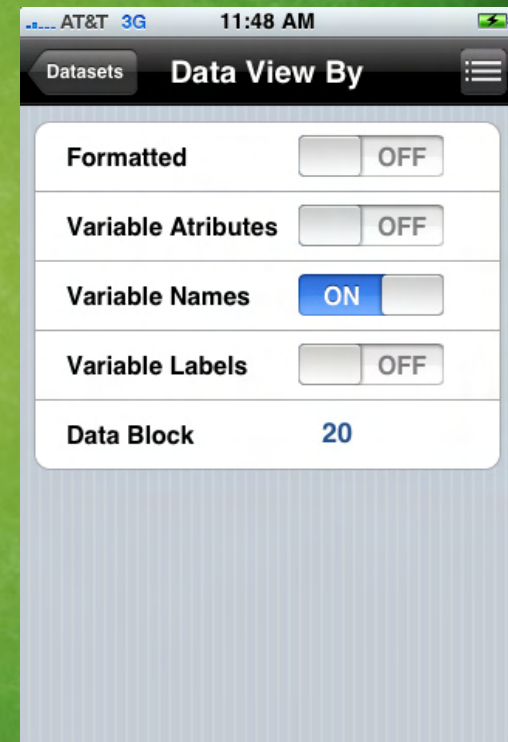 AT&T 3G 11:48 AM
Datasets Data View By
Formatted OFF
Variable Atributes OFF
Variable Names ON
Variable Labels OFF
Data Block 20